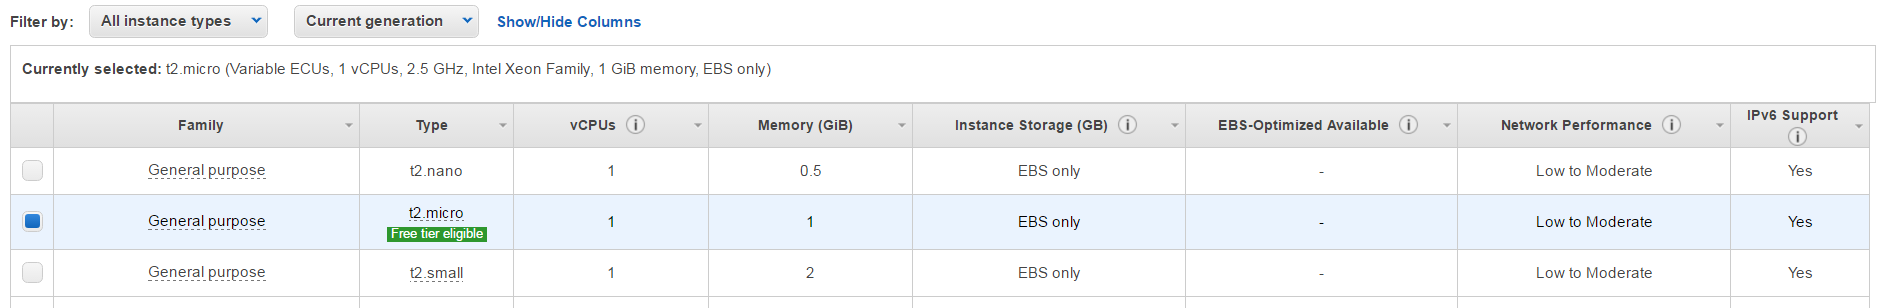 Filter by: All instance types Current generation Show/Hide Columns
Currently selected: t2.micro (Variable ECUs, 1 vCPUs, 2.5 GHz, Intel Xeon Family, 1 GiB memory, EBS only)
Family Type vCPUs Memory (GiB) Instance Storage (GB) EBS-Optimized Available Network Performance IPv6 Support
General purpose t2.nano 1 0.5 EBS only - Low to Moderate Yes
General purpose t2.micro 1 1 EBS only - Low to Moderate Yes
Free tier eligible
General purpose t2.small 1 2 EBS only - Low to Moderate Yes